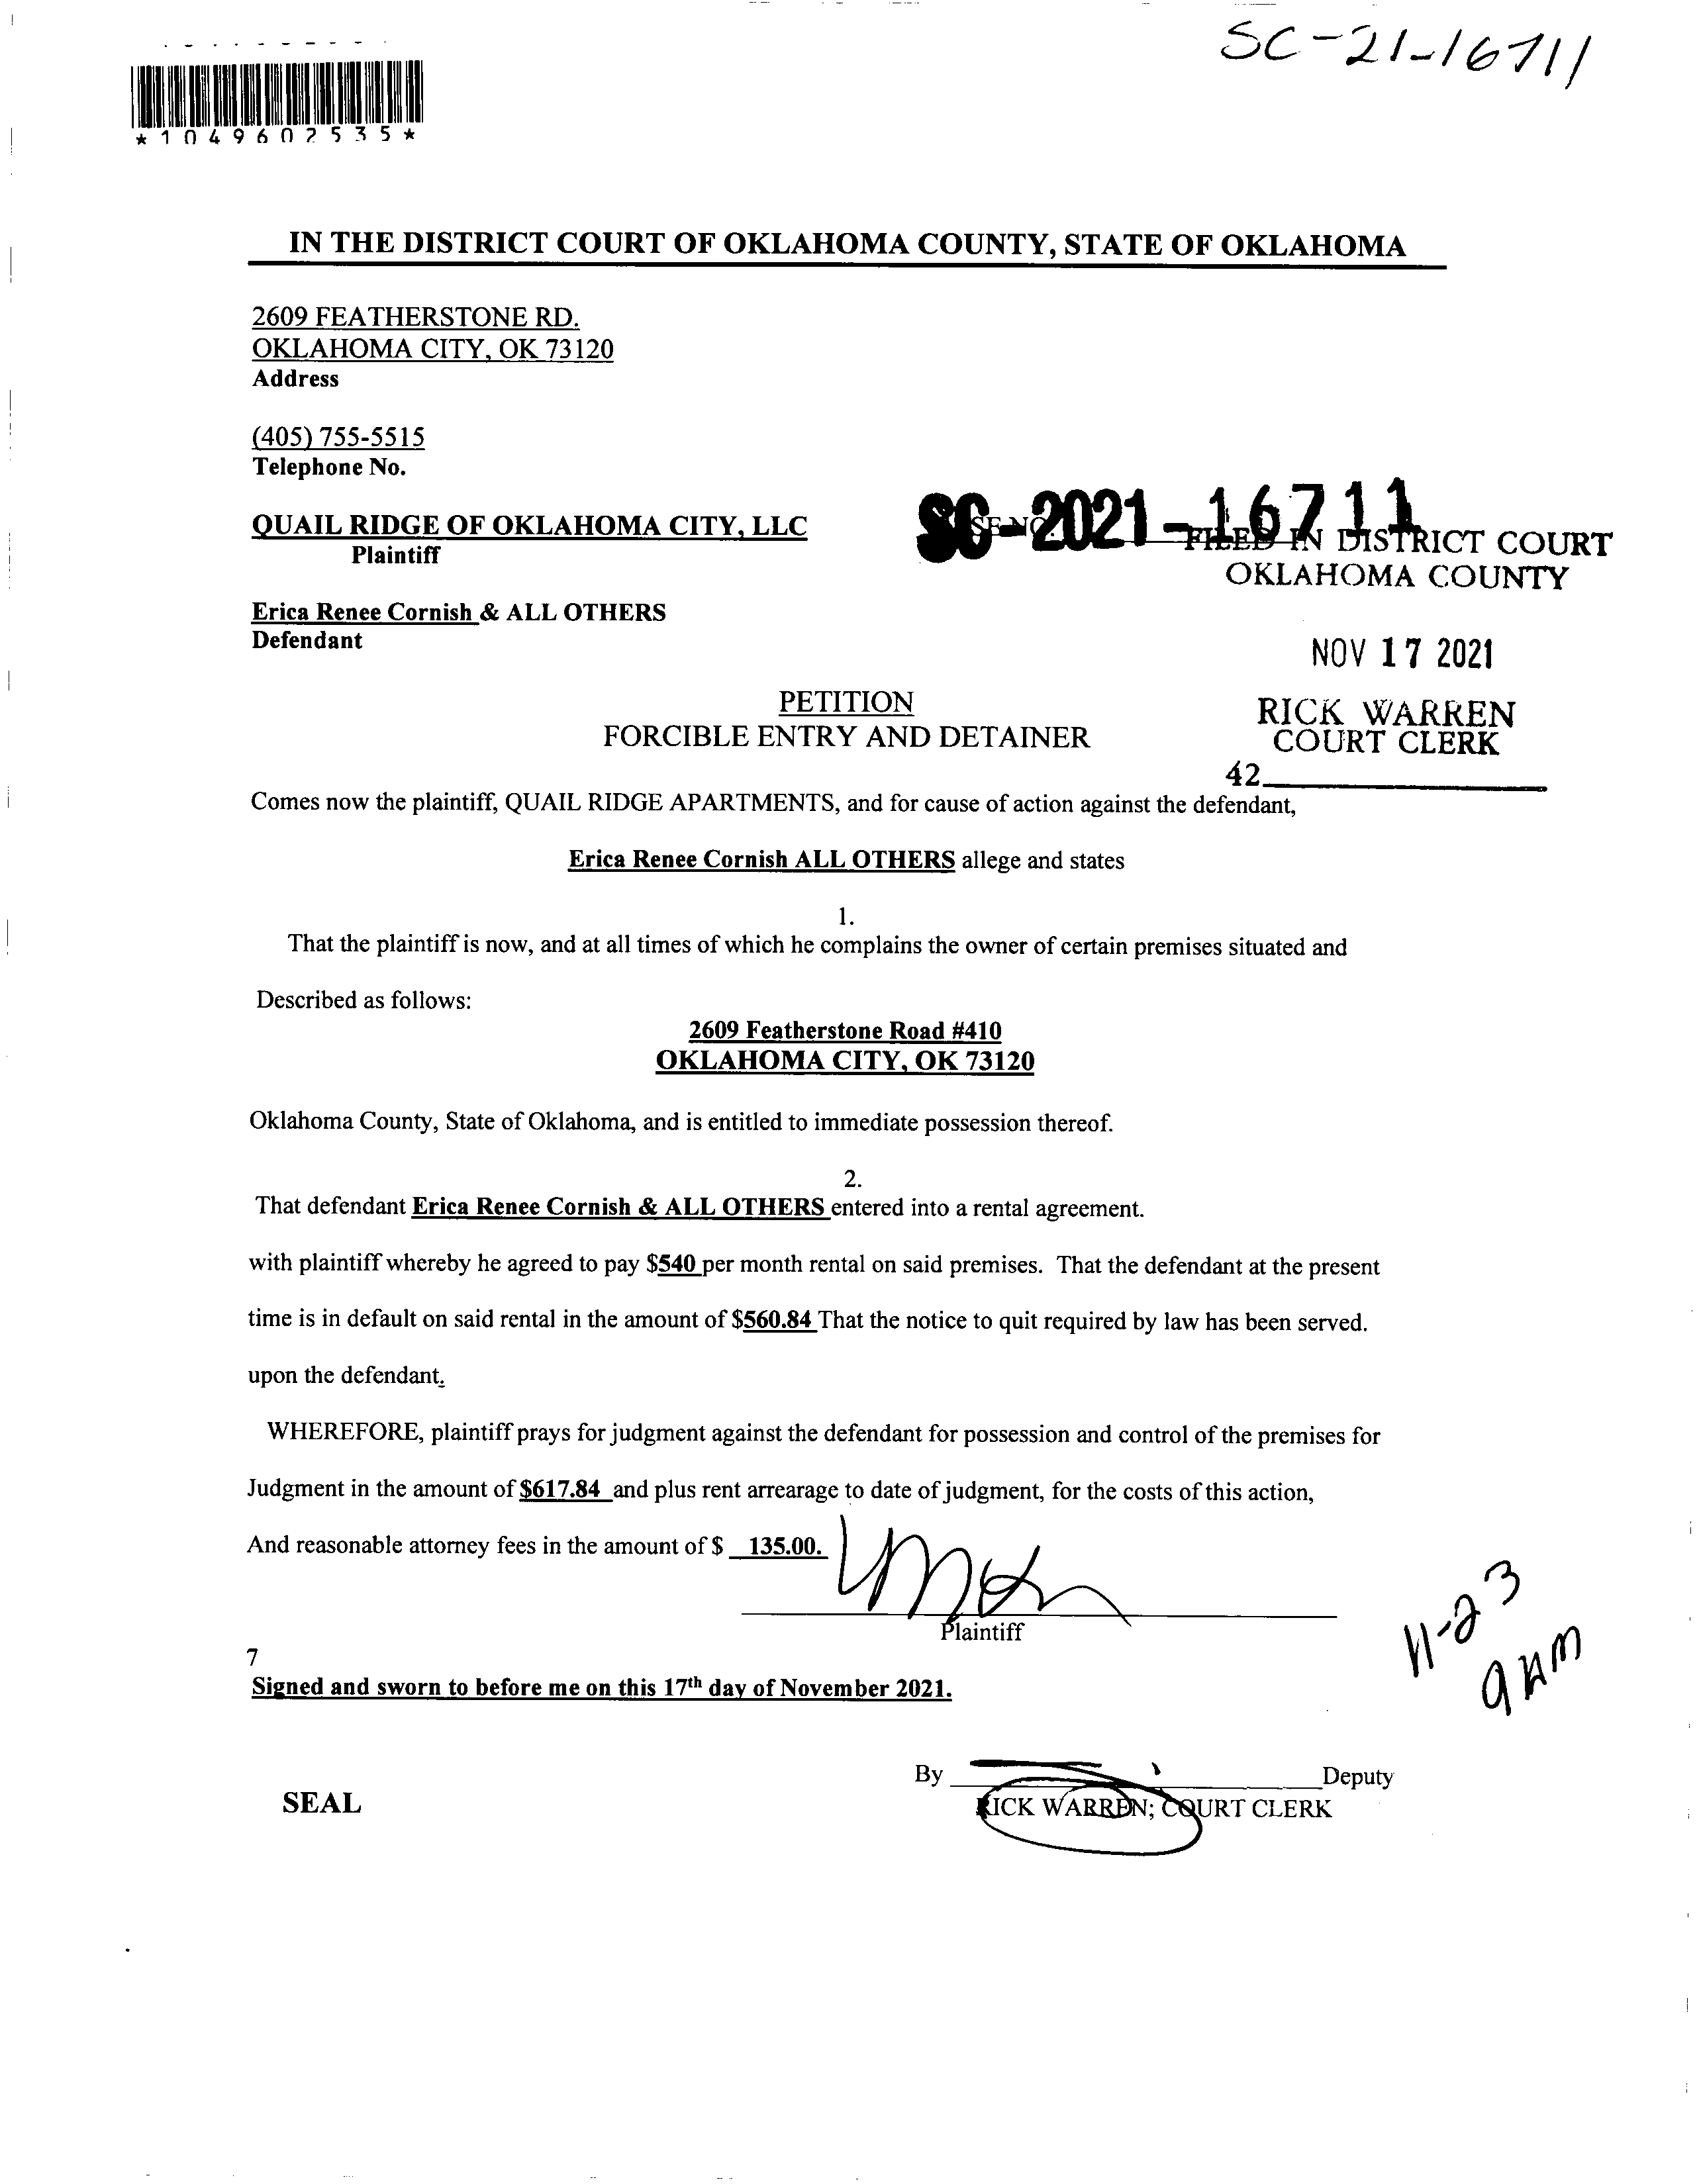 SC-21-16711
*1049602535*
IN THE DISTRICT COURT OF OKLAHOMA COUNTY, STATE OF OKLAHOMA
2609 FEATHERSTONE RD.
OKLAHOMA CITY, OK 73120
Address
(405) 755-5515
Telephone No.
QUAIL RIDGE OF OKLAHOMA CITY, LLC
Plaintiff
SC-2021-16711
FILED IN DISTRICT COURT
OKLAHOMA COUNTY
Erica Renee Cornish & ALL OTHERS
Defendant
NOV 17 2021
PETITION
FORCIBLE ENTRY AND DETAINER
RICK WARREN
COURT CLERK
42
Comes now the plaintiff, QUAIL RIDGE APARTMENTS, and for cause of action against the defendant,
Erica Renee Cornish ALL OTHERS allege and states
1.
That the plaintiff is now, and at all times of which he complains the owner of certain premises situated and
Described as follows:
2609 Featherstone Road #410
OKLAHOMA CITY, OK 73120
Oklahoma County, State of Oklahoma, and is entitled to immediate possession thereof.
2.
That defendant Erica Renee Cornish & ALL OTHERS entered into a rental agreement.
with plaintiff whereby he agreed to pay $540 per month rental on said premises. That the defendant at the present
time is in default on said rental in the amount of $560.84 That the notice to quit required by law has been served.
upon the defendant.
WHEREFORE, plaintiff prays for judgment against the defendant for possession and control of the premises for
Judgment in the amount of $617.84 and plus rent arrearage to date of judgment, for the costs of this action,
And reasonable attorney fees in the amount of $ 135.00.
Plaintiff
11-23
9AM
7
Signed and sworn to before me on this 17th day of November 2021.
By Deputy
SEAL
RICK WARREN; COURT CLERK